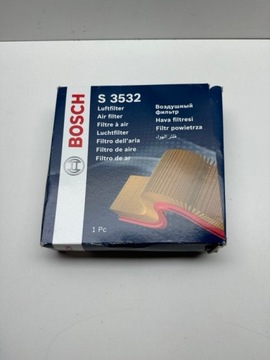 BOSCH
S 3532
Luftfilter
Air filter
Filtre à air
Luchtfilter
Filtro dell'aria
Filtro de aire
Filtro de ar
Воздушный
фильтр
Hava filtresi
Filtr powietrza
فلتر الهواء
1 Pc